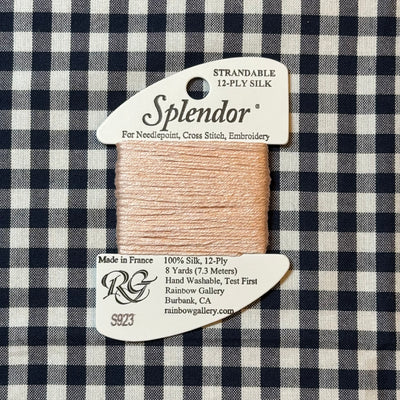 STRANDABLE
12-PLY SILK
Splendor ®
For Needlepoint, Cross Stitch, Embroidery
Made in France
100% Silk, 12-Ply
8 Yards (7.3 Meters)
Hand Washable, Test First
Rainbow Gallery
Burbank, CA
rainbowgallery.com
RG
S923